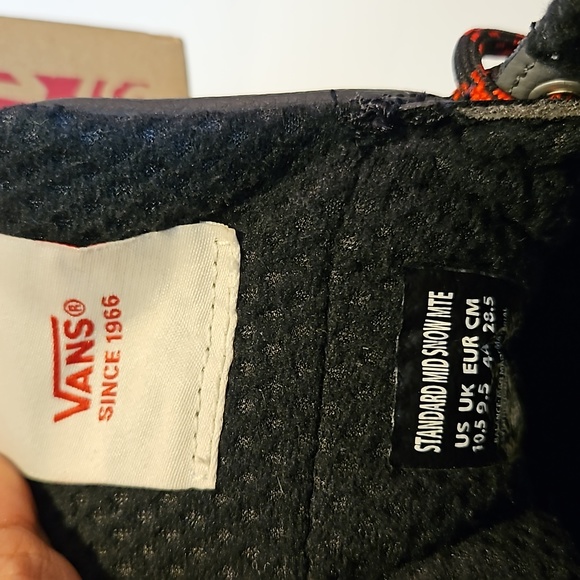 VANS®
SINCE 1966
STANDARD MID SNOW MTE
US UK EUR CM
10.5 9.5 44 28.5